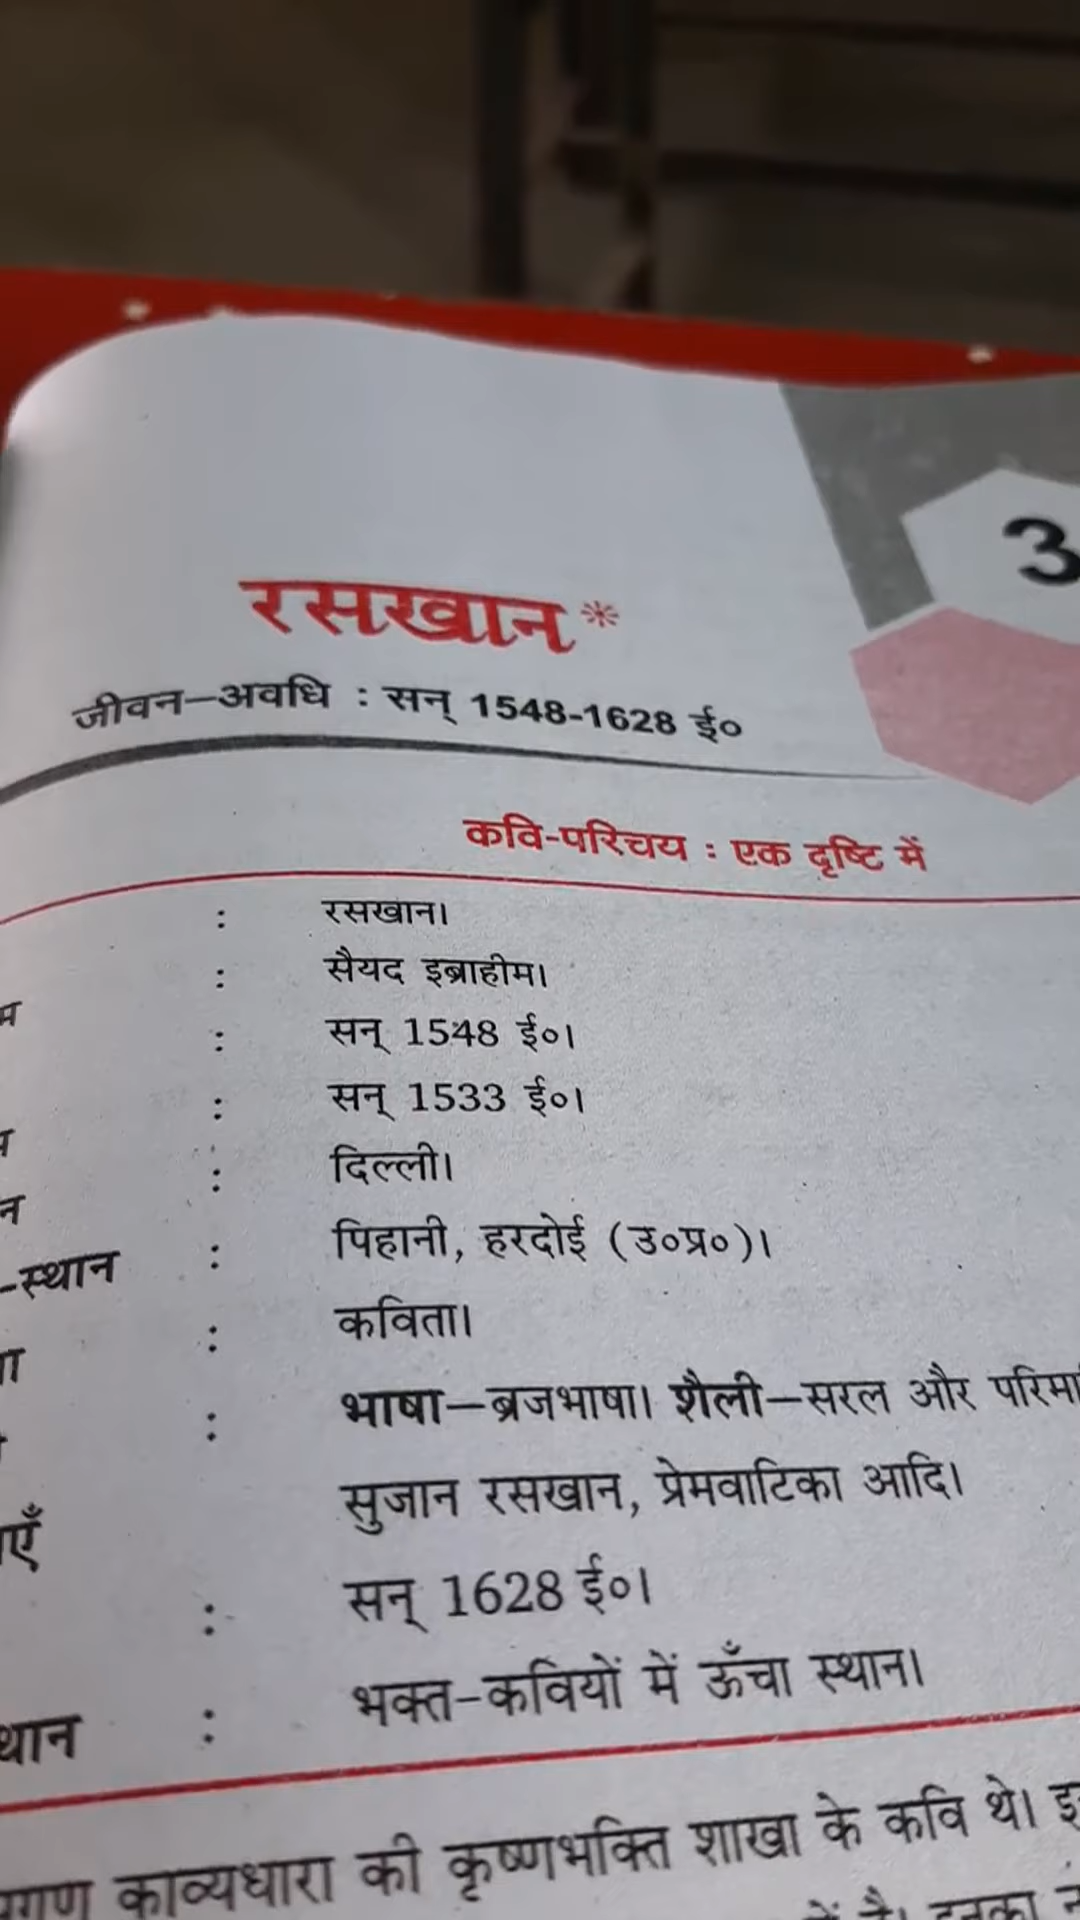 3
रसखान*
जीवन–अवधि : सन् 1548-1628 ई०
कवि-परिचय : एक दृष्टि में
: रसखान।
: सैयद इब्राहीम।
: सन् 1548 ई०।
: सन् 1533 ई०।
: दिल्ली।
–स्थान : पिहानी, हरदोई (उ०प्र०)।
: कविता।
: भाषा–ब्रजभाषा। शैली–सरल और
सुजान रसखान, प्रेमवाटिका आदि।
: सन् 1628 ई०।
: भक्त-कवियों में ऊँचा स्थान।
काव्यधारा की कृष्णभक्ति शाखा के कवि थे।